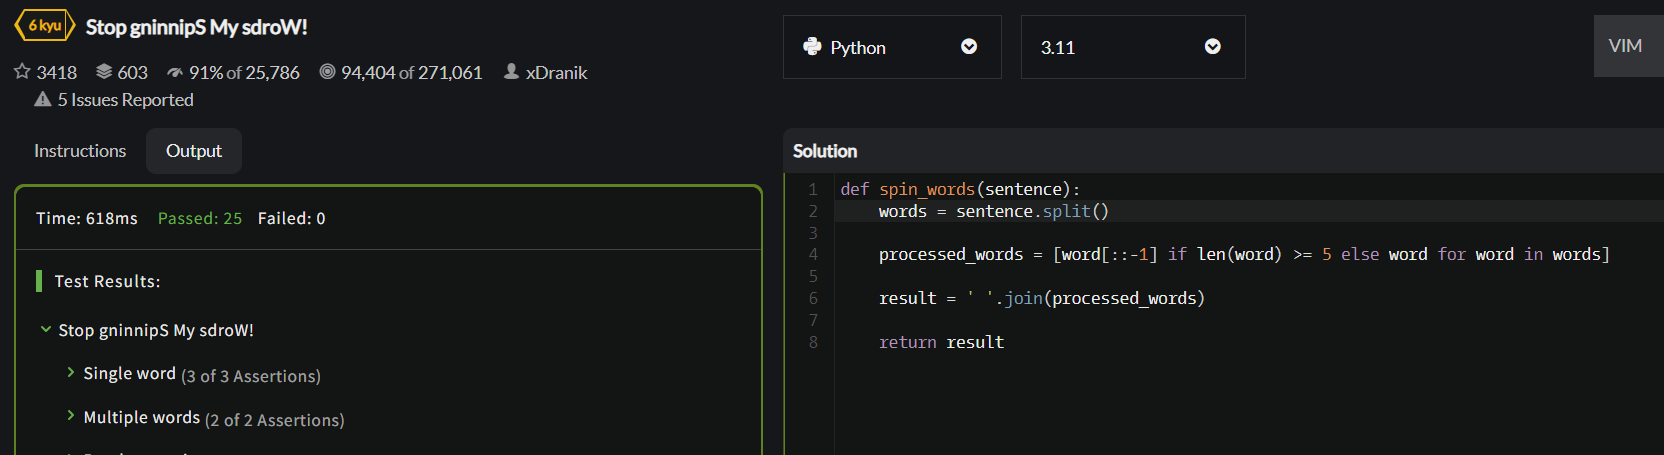 6 kyu Stop gninnipS My sdroW!
3418 603 91% of 25,786 94,404 of 271,061 xDranik
5 Issues Reported
Python 3.11 VIM
Instructions Output
Time: 618ms Passed: 25 Failed: 0
Test Results:
Stop gninnipS My sdroW!
Single word (3 of 3 Assertions)
Multiple words (2 of 2 Assertions)
Solution
1 def spin_words(sentence):
2     words = sentence.split()
3
4     processed_words = [word[::-1] if len(word) >= 5 else word for word in words]
5
6     result = ' '.join(processed_words)
7
8     return result